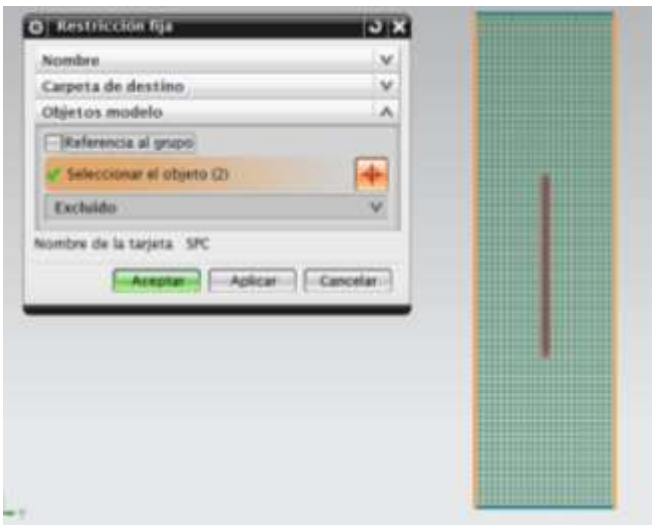 Restricción fija
Nombre
Carpeta de destino
Objetos modelo
Referencia al grupo
Seleccionar el objeto (2)
Excluido
Nombre de la tarjeta SPC
Aceptar Aplicar Cancelar